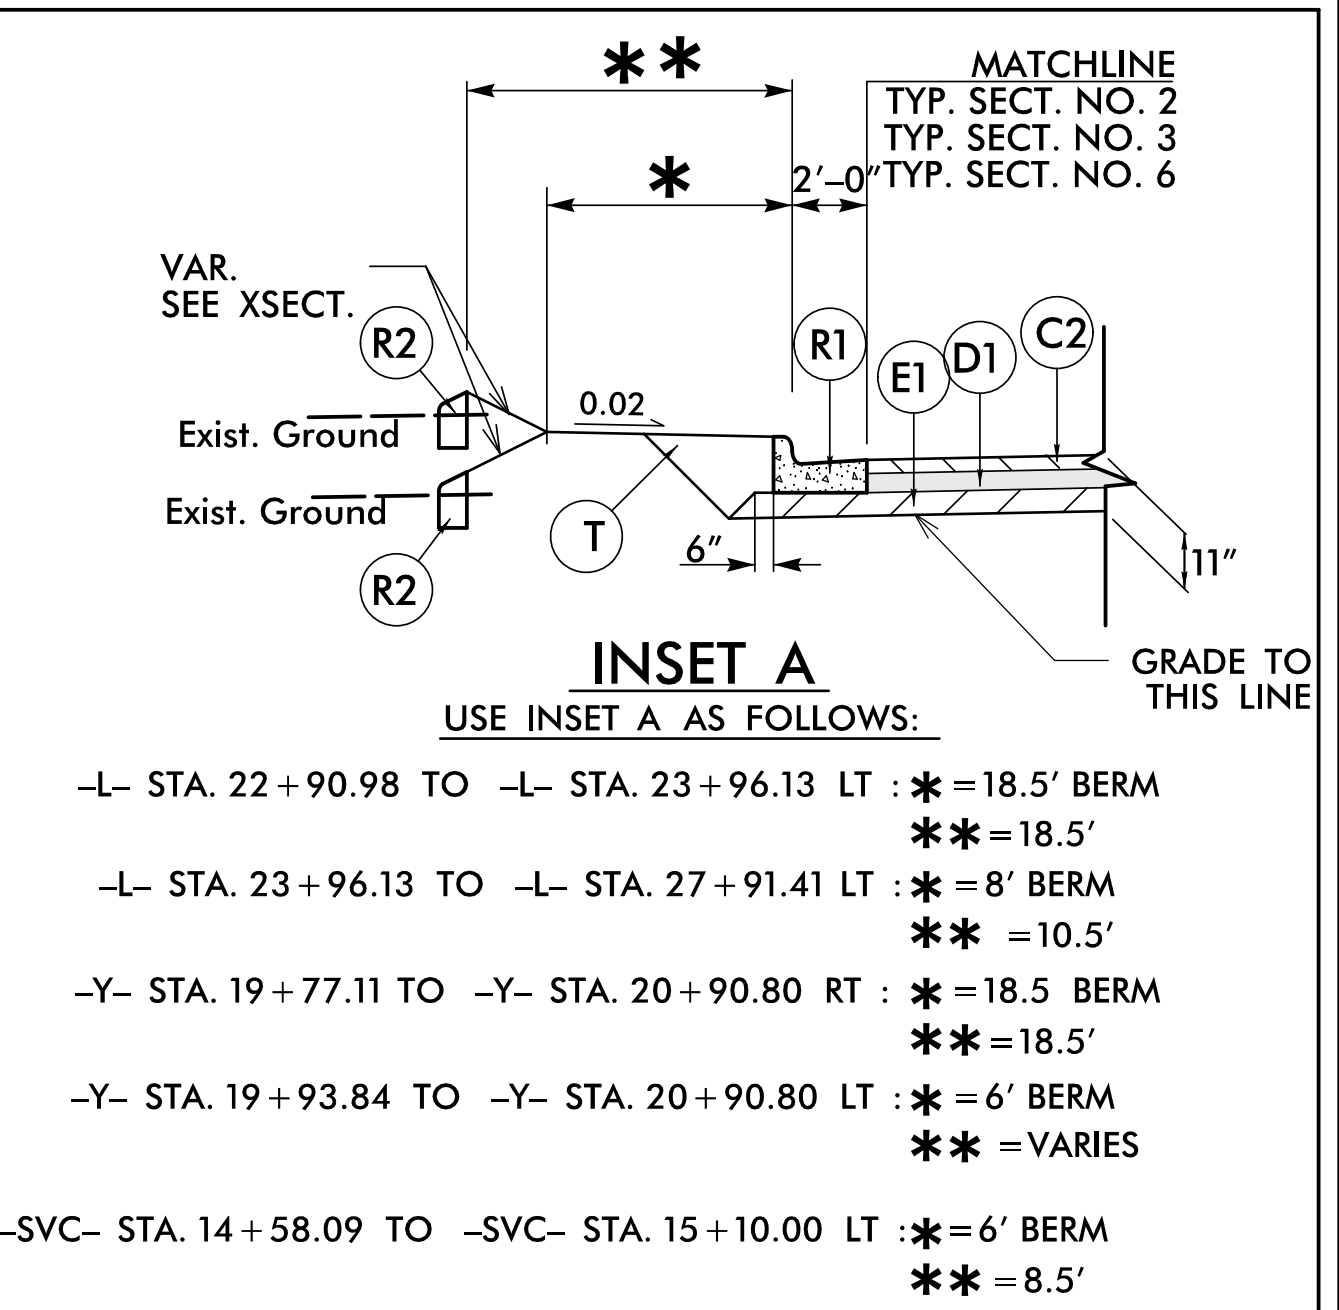 ✱✱
MATCHLINE
TYP. SECT. NO. 2
TYP. SECT. NO. 3
✱
2'–0"
TYP. SECT. NO. 6
VAR.
SEE XSECT.
R2
R1
E1
D1
C2
0.02
Exist. Ground
Exist. Ground
T
6"
11"
R2
INSET A
GRADE TO
THIS LINE
USE INSET A AS FOLLOWS:
–L– STA. 22+90.98 TO –L– STA. 23+96.13 LT : ✱ =18.5' BERM
✱✱ =18.5'
–L– STA. 23+96.13 TO –L– STA. 27+91.41 LT : ✱ =8' BERM
✱✱ =10.5'
–Y– STA. 19+77.11 TO –Y– STA. 20+90.80 RT : ✱ =18.5 BERM
✱✱ =18.5'
–Y– STA. 19+93.84 TO –Y– STA. 20+90.80 LT : ✱ =6' BERM
✱✱ =VARIES
–SVC– STA. 14+58.09 TO –SVC– STA. 15+10.00 LT : ✱ =6' BERM
✱✱ =8.5'